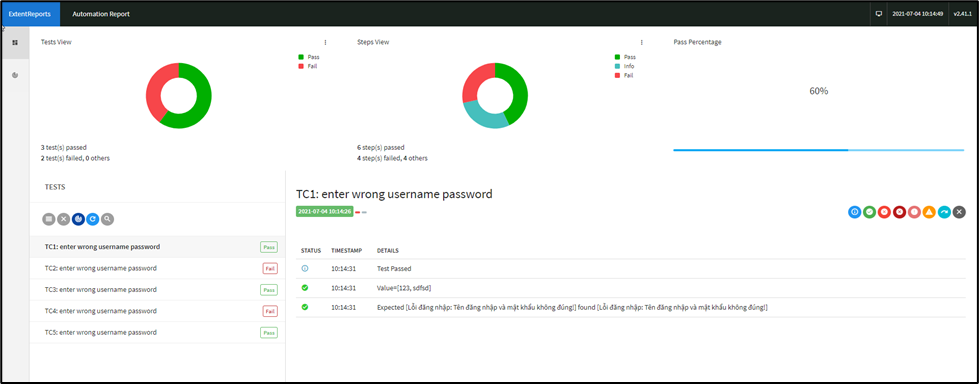 ExtentReports Automation Report 2021-07-04 10:14:49 v2.41.1
Tests View Steps View Pass Percentage
Pass
Fail
Pass
Info
Fail
60%
3 test(s) passed
2 test(s) failed, 0 others
6 step(s) passed
4 step(s) failed, 4 others
TESTS
TC1: enter wrong username password Pass
TC2: enter wrong username password Fail
TC3: enter wrong username password Pass
TC4: enter wrong username password Fail
TC5: enter wrong username password Pass
TC1: enter wrong username password
2021-07-04 10:14:26
STATUS TIMESTAMP DETAILS
10:14:31 Test Passed
10:14:31 Value=[123, sdfsd]
10:14:31 Expected [Lỗi đăng nhập: Tên đăng nhập và mật khẩu không đúng!] found [Lỗi đăng nhập: Tên đăng nhập và mật khẩu không đúng!]